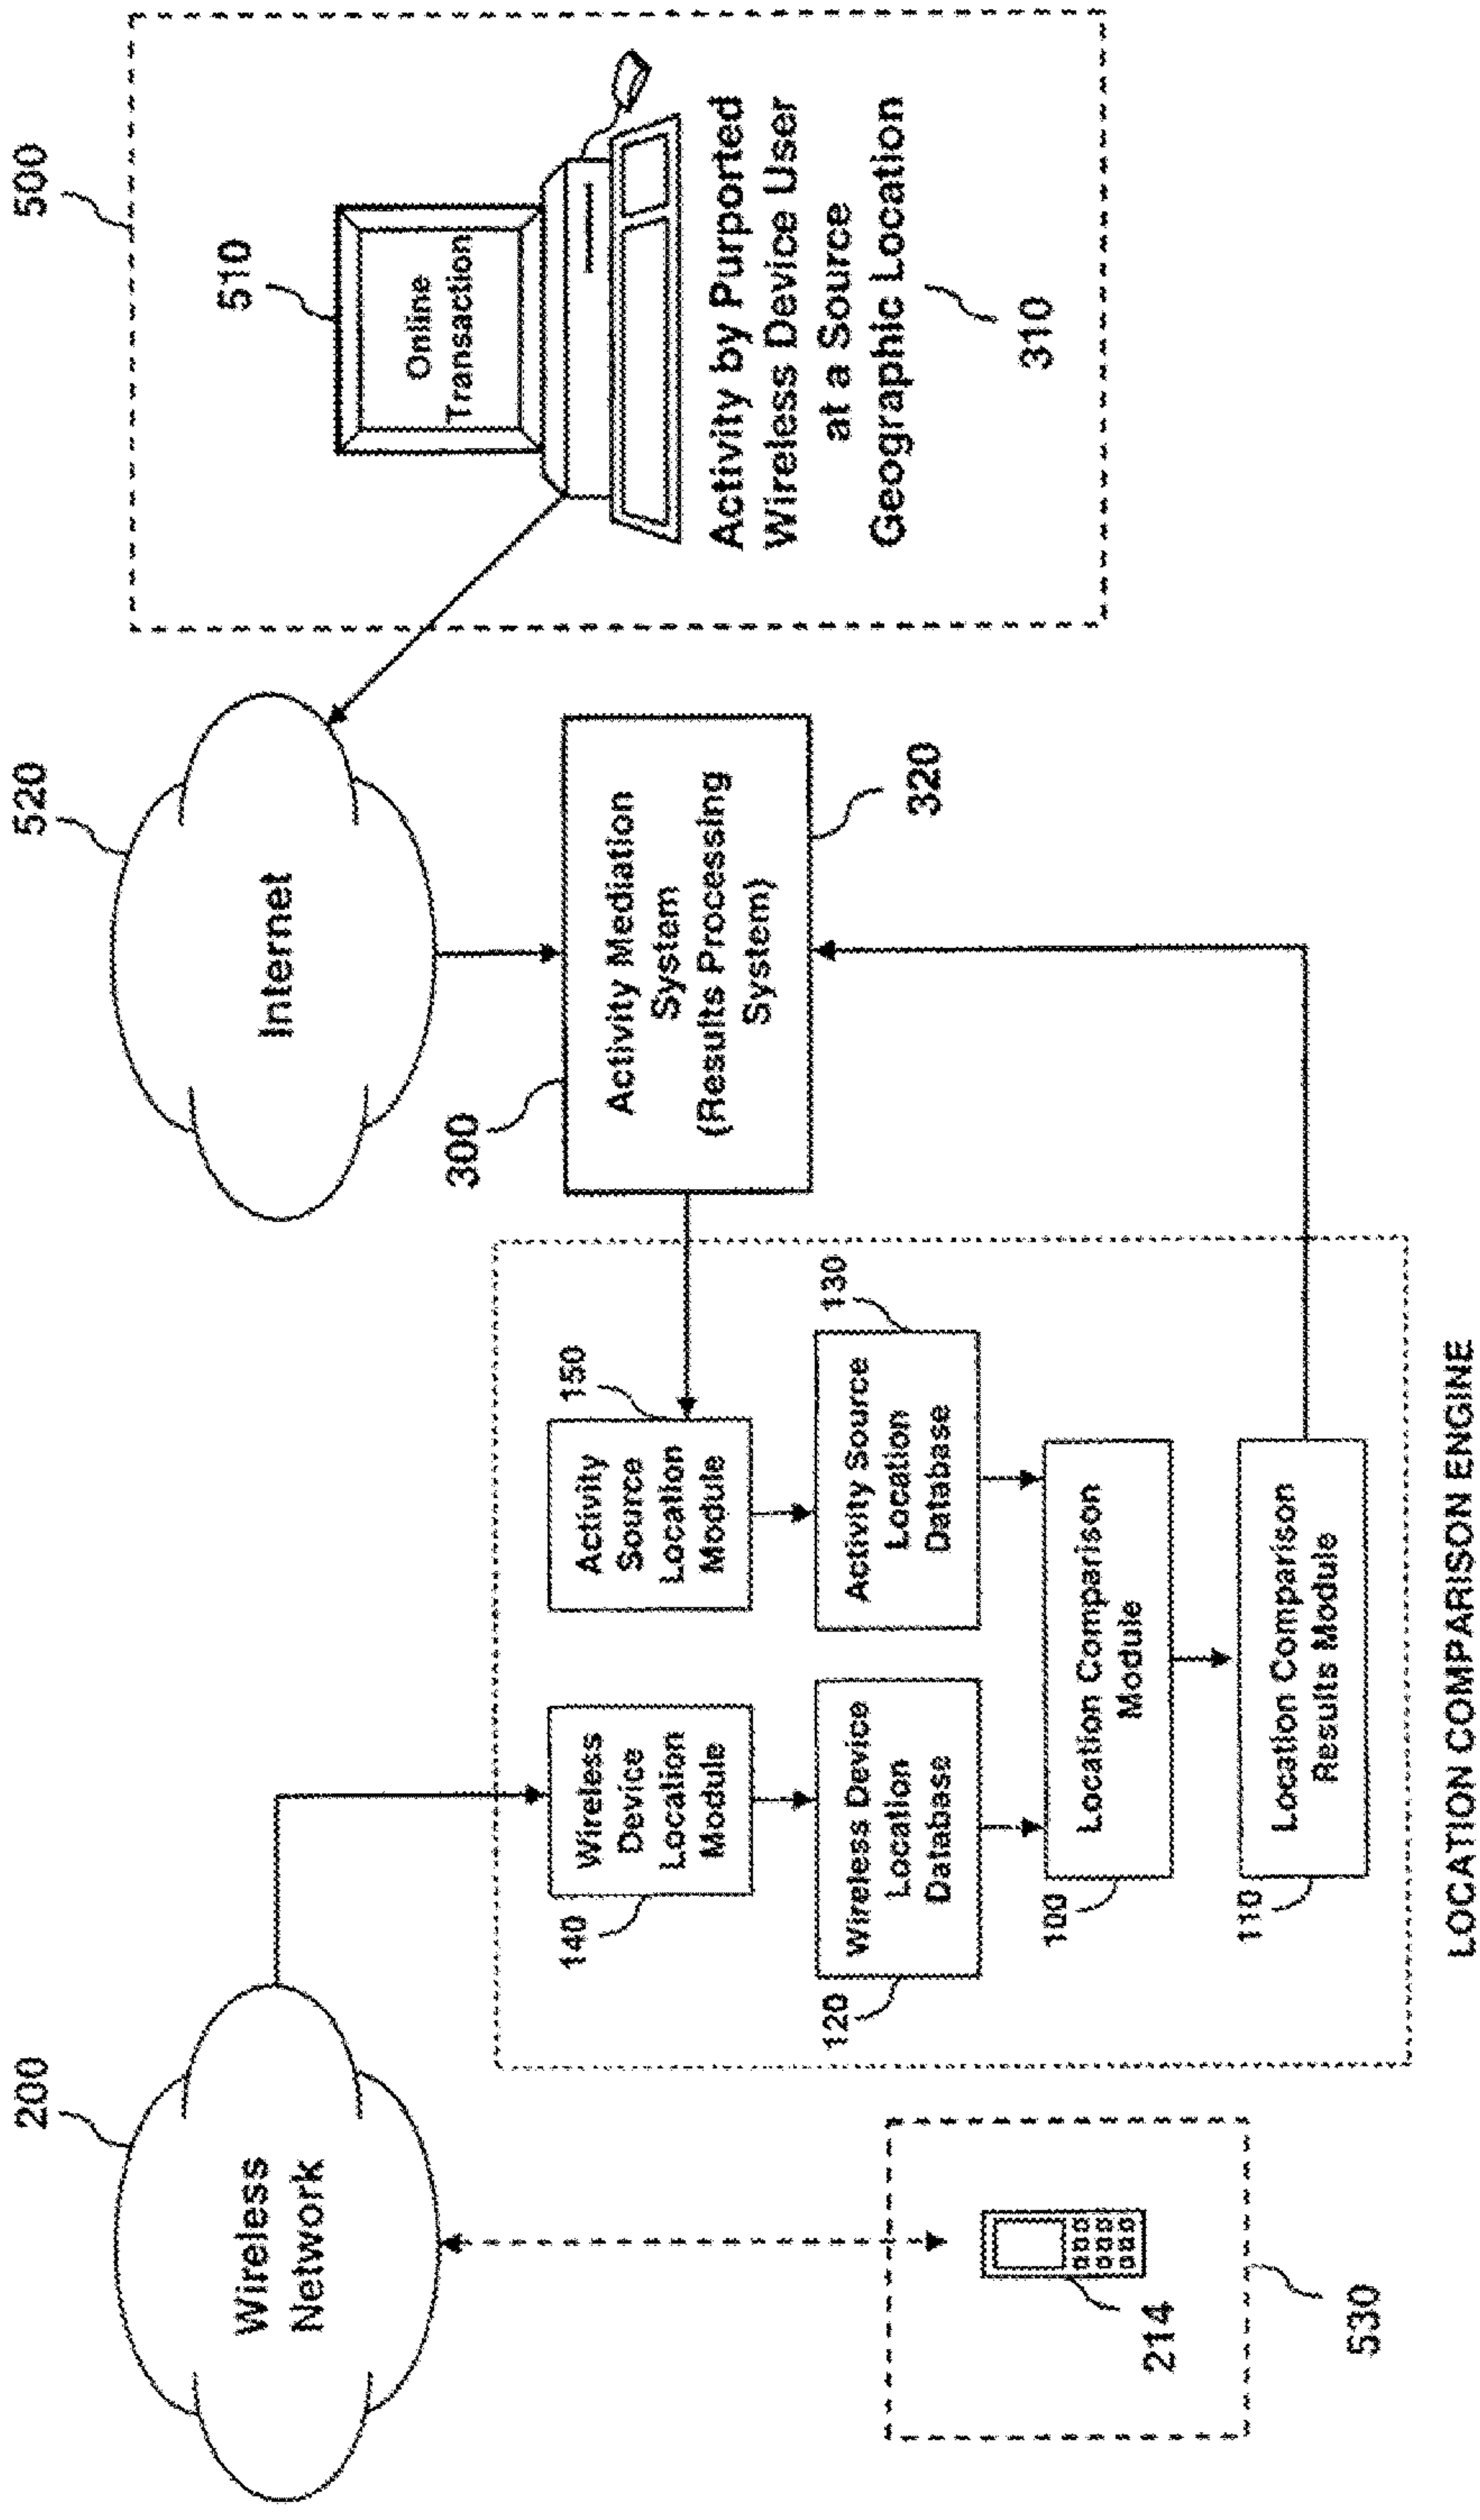 200
Wireless
Network
520
Internet
500
510
Online
Transaction
Activity by Purported
Wireless Device User
at a Source
Geographic Location
310
300
Activity Mediation
System
(Results Processing
System)
320
140
Wireless
Device
Location
Module
150
Activity
Source
Location
Module
120
Wireless Device
Location
Database
130
Activity Source
Location
Database
100
Location Comparison
Module
110
Location Comparison
Results Module
214
530
LOCATION COMPARISON ENGINE